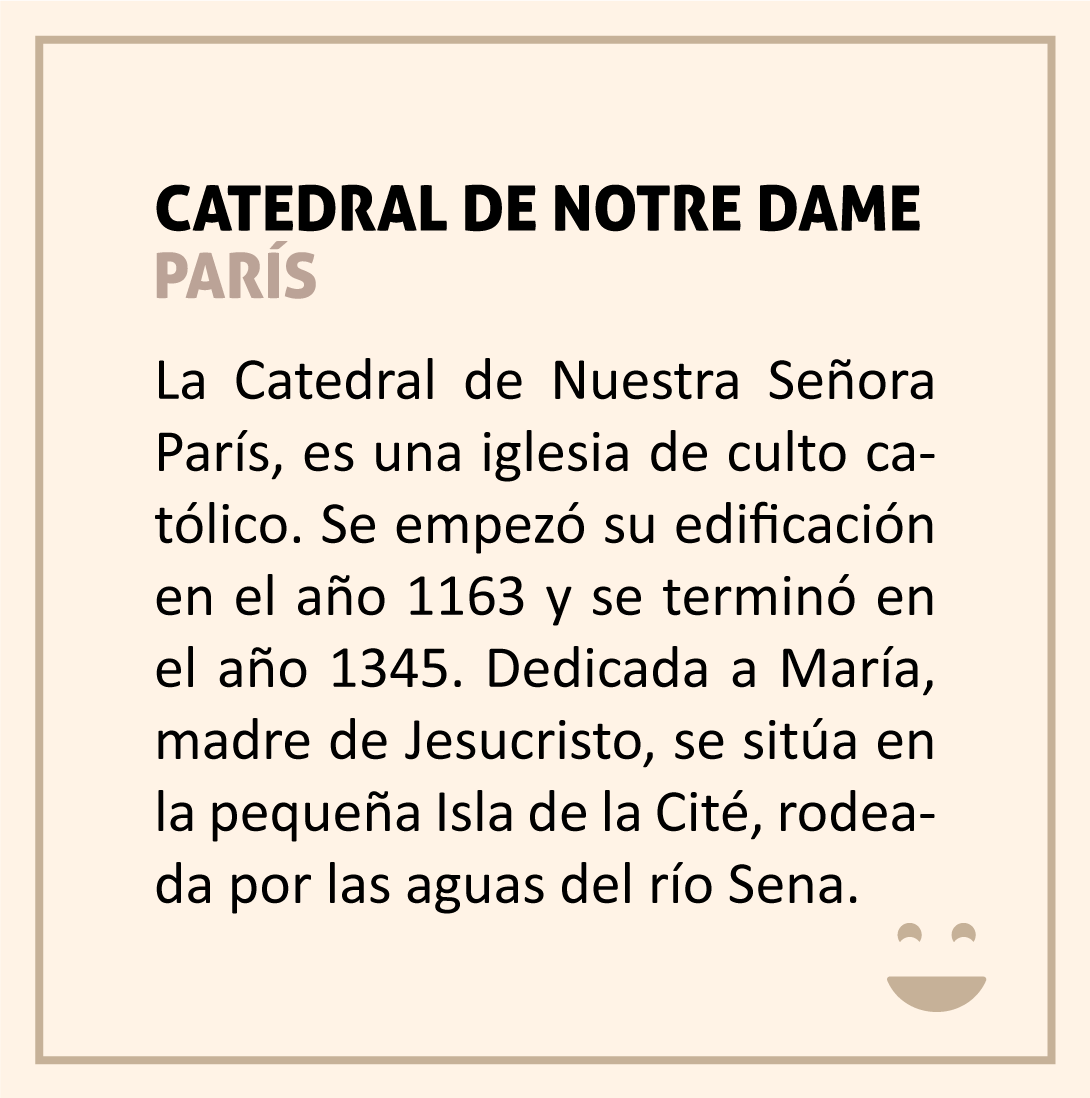 CATEDRAL DE NOTRE DAME
PARÍS
La Catedral de Nuestra Señora
París, es una iglesia de culto ca-
tólico. Se empezó su edificación
en el año 1163 y se terminó en
el año 1345. Dedicada a María,
madre de Jesucristo, se sitúa en
la pequeña Isla de la Cité, rodea-
da por las aguas del río Sena.